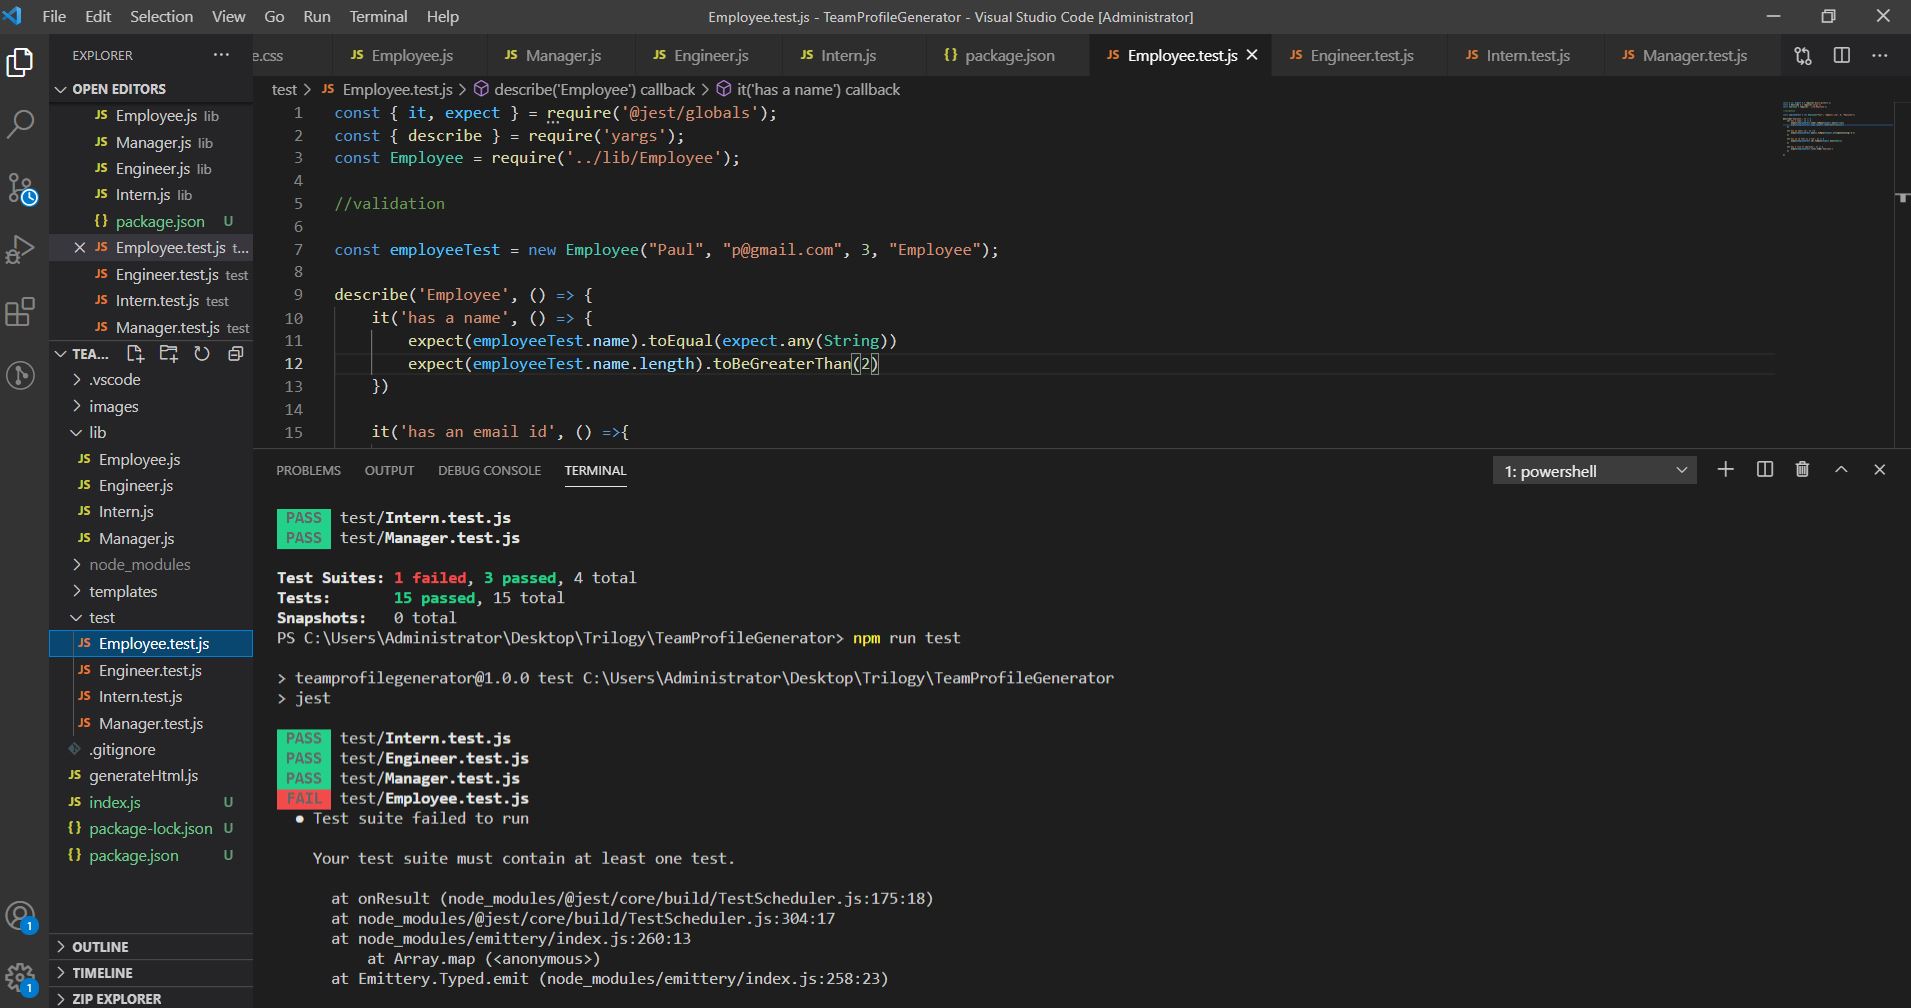 File Edit Selection View Go Run Terminal Help
Employee.test.js - TeamProfileGenerator - Visual Studio Code [Administrator]
EXPLORER ···
e.css
JS Employee.js
JS Manager.js
JS Engineer.js
JS Intern.js
{} package.json
JS Employee.test.js
JS Engineer.test.js
JS Intern.test.js
JS Manager.test.js
OPEN EDITORS
JS Employee.js lib
JS Manager.js lib
JS Engineer.js lib
JS Intern.js lib
{} package.json U
JS Employee.test.js t...
JS Engineer.test.js test
JS Intern.test.js test
JS Manager.test.js test
TEA...
.vscode
images
lib
JS Employee.js
JS Engineer.js
JS Intern.js
JS Manager.js
node_modules
templates
test
JS Employee.test.js
JS Engineer.test.js
JS Intern.test.js
JS Manager.test.js
.gitignore
JS generateHtml.js
JS index.js U
{} package-lock.json U
{} package.json U
OUTLINE
TIMELINE
ZIP EXPLORER
1
1
test > JS Employee.test.js > describe('Employee') callback > it('has a name') callback
1 const { it, expect } = require('@jest/globals');
2 const { describe } = require('yargs');
3 const Employee = require('../lib/Employee');
4
5 //validation
6
7 const employeeTest = new Employee("Paul", "p@gmail.com", 3, "Employee");
8
9 describe('Employee', () => {
10 it('has a name', () => {
11 expect(employeeTest.name).toEqual(expect.any(String))
12 expect(employeeTest.name.length).toBeGreaterThan(2)
13 })
14
15 it('has an email id', () =>{
PROBLEMS OUTPUT DEBUG CONSOLE TERMINAL
1: powershell
PASS test/Intern.test.js
PASS test/Manager.test.js
Test Suites: 1 failed, 3 passed, 4 total
Tests: 15 passed, 15 total
Snapshots: 0 total
PS C:\Users\Administrator\Desktop\Trilogy\TeamProfileGenerator> npm run test
> teamprofilegenerator@1.0.0 test C:\Users\Administrator\Desktop\Trilogy\TeamProfileGenerator
> jest
PASS test/Intern.test.js
PASS test/Engineer.test.js
PASS test/Manager.test.js
FAIL test/Employee.test.js
● Test suite failed to run
Your test suite must contain at least one test.
at onResult (node_modules/@jest/core/build/TestScheduler.js:175:18)
at node_modules/@jest/core/build/TestScheduler.js:304:17
at node_modules/emittery/index.js:260:13
at Array.map (<anonymous>)
at Emittery.Typed.emit (node_modules/emittery/index.js:258:23)